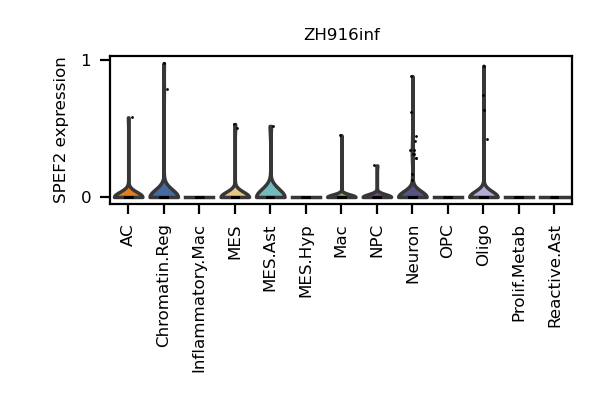 ZH916inf
SPEF2 expression
1
0
AC
Chromatin.Reg
Inflammatory.Mac
MES
MES.Ast
MES.Hyp
Mac
NPC
Neuron
OPC
Oligo
Prolif.Metab
Reactive.Ast